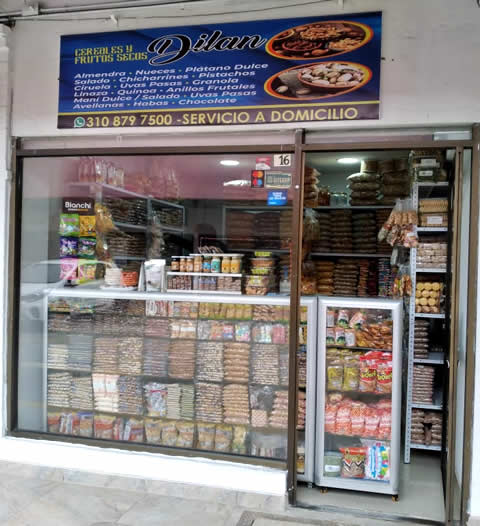 CEREALES Y
FRUTOS SECOS
Dilan
Almendra - Nueces - Plátano Dulce
Salado - Chicharrines - Pistachos
Ciruela - Uvas Pasas - Granola
Linaza - Quinoa - Anillos Frutales
Mani Dulce / Salado - Uvas Pasas
Avellanas - Habas - Chocolate
310 879 7500 - SERVICIO A DOMICILIO
16
Bianchi